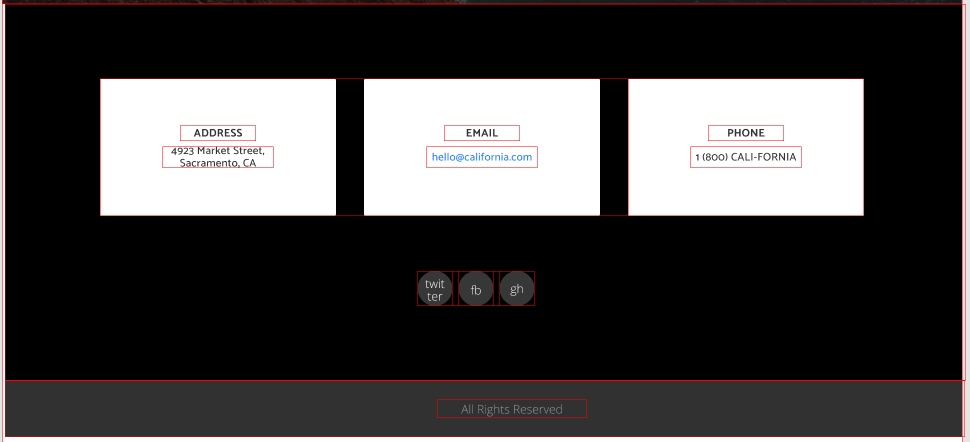 ADDRESS
4923 Market Street,
Sacramento, CA
EMAIL
hello@california.com
PHONE
1 (800) CALI-FORNIA
twit
ter
fb
gh
All Rights Reserved